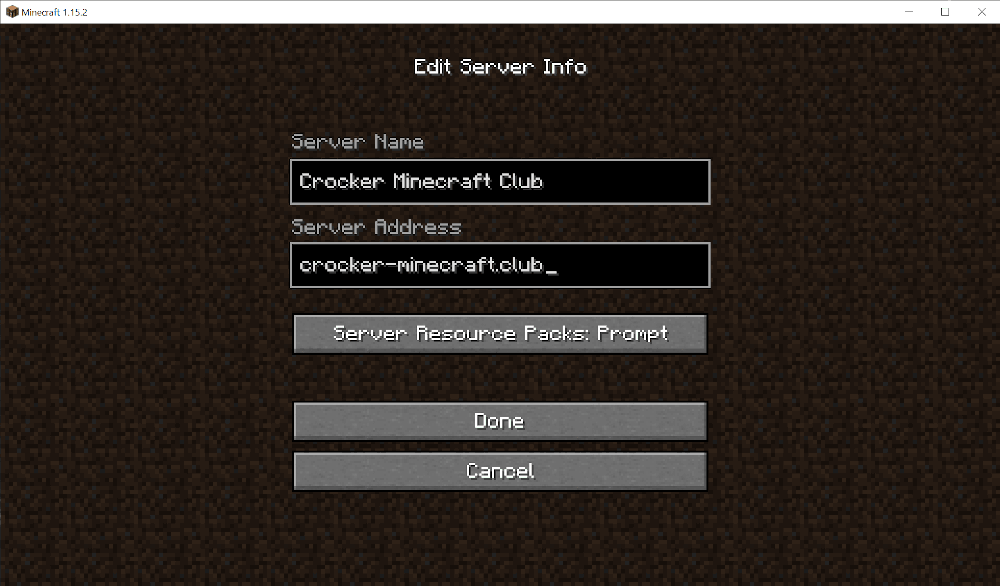 Minecraft 1.15.2
Edit Server Info
Server Name
Crocker Minecraft Club
Server Address
crocker-minecraft.club_
Server Resource Packs: Prompt
Done
Cancel